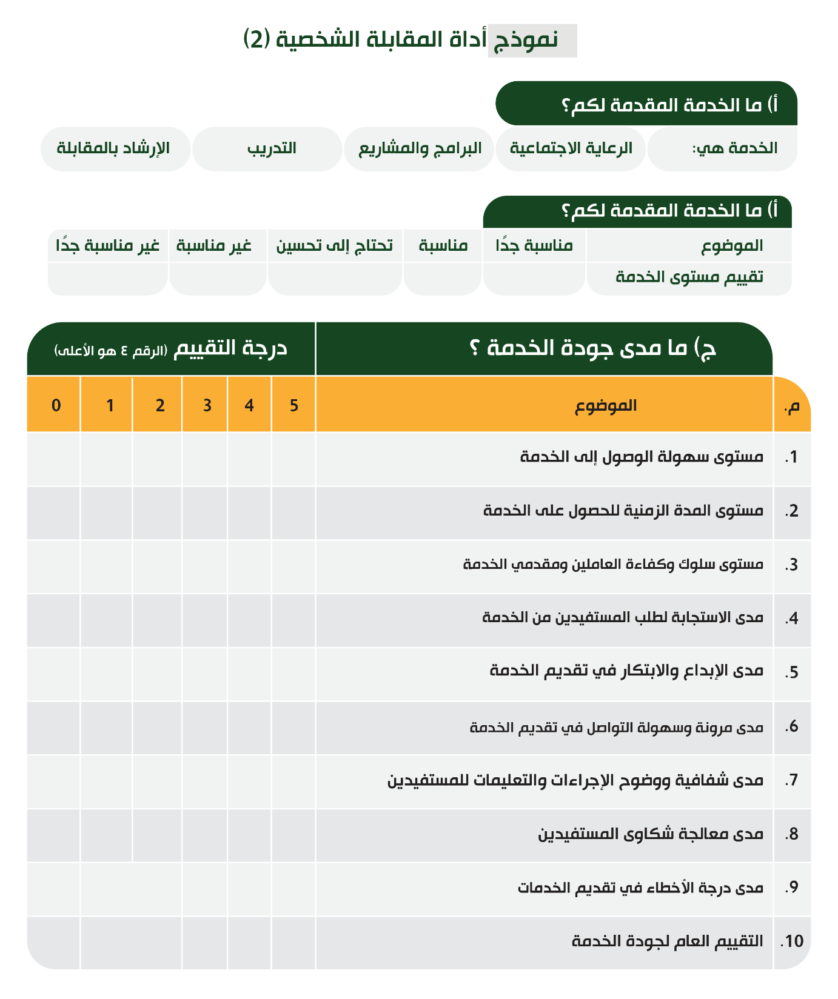 نموذج أداة المقابلة الشخصية (2)
أ) ما الخدمة المقدمة لكم؟
الخدمة هي: الرعاية الاجتماعية البرامج والمشاريع التدريب الإرشاد بالمقابلة
أ) ما الخدمة المقدمة لكم؟
الموضوع مناسبة جدًا مناسبة تحتاج إلى تحسين غير مناسبة غير مناسبة جدًا
تقييم مستوى الخدمة
ج) ما مدى جودة الخدمة ؟ درجة التقييم (الرقم ٤ هو الأعلى)
م. الموضوع 5 4 3 2 1 0
1. مستوى سهولة الوصول إلى الخدمة
2. مستوى المدة الزمنية للحصول على الخدمة
3. مستوى سلوك وكفاءة العاملين ومقدمي الخدمة
4. مدى الاستجابة لطلب المستفيدين من الخدمة
5. مدى الإبداع والابتكار في تقديم الخدمة
6. مدى مرونة وسهولة التواصل في تقديم الخدمة
7. مدى شفافية ووضوح الإجراءات والتعليمات للمستفيدين
8. مدى معالجة شكاوى المستفيدين
9. مدى درجة الأخطاء في تقديم الخدمات
10. التقييم العام لجودة الخدمة